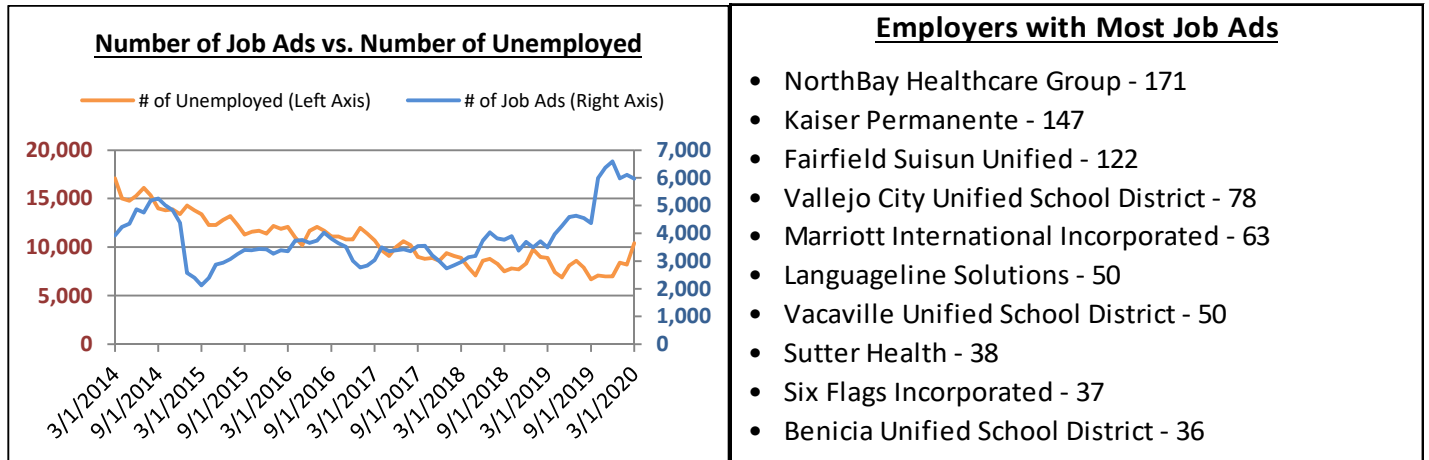 Number of Job Ads vs. Number of Unemployed
# of Unemployed (Left Axis)
# of Job Ads (Right Axis)
20,000
15,000
10,000
5,000
0
7,000
6,000
5,000
4,000
3,000
2,000
1,000
0
3/1/2014
9/1/2014
3/1/2015
9/1/2015
3/1/2016
9/1/2016
3/1/2017
9/1/2017
3/1/2018
9/1/2018
3/1/2019
9/1/2019
3/1/2020
Employers with Most Job Ads
• NorthBay Healthcare Group - 171
• Kaiser Permanente - 147
• Fairfield Suisun Unified - 122
• Vallejo City Unified School District - 78
• Marriott International Incorporated - 63
• Languageline Solutions - 50
• Vacaville Unified School District - 50
• Sutter Health - 38
• Six Flags Incorporated - 37
• Benicia Unified School District - 36